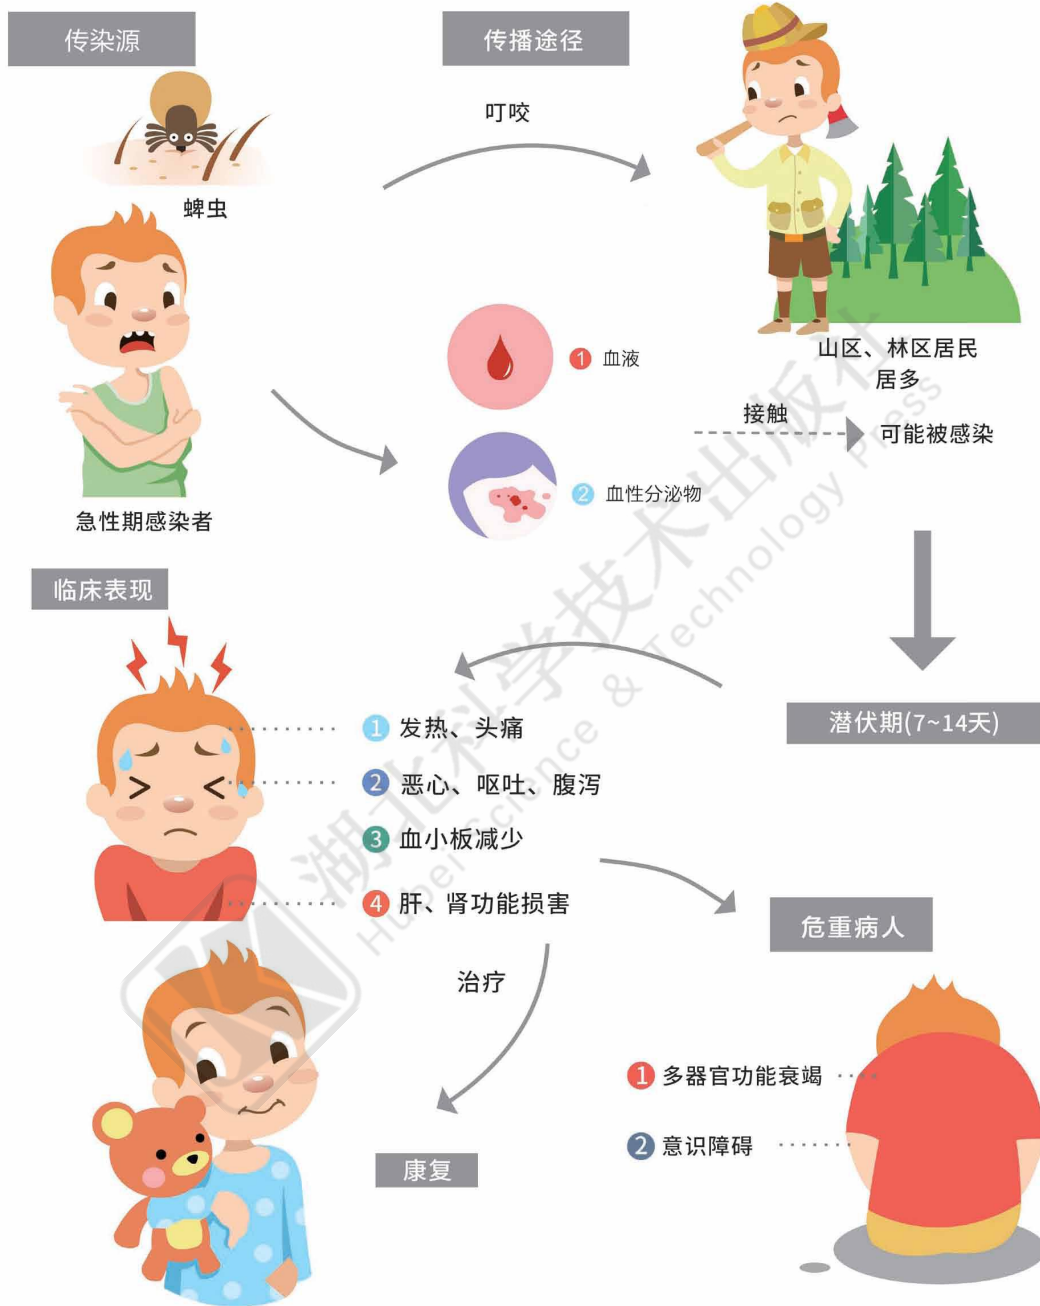 传染源
传播途径
叮咬
蜱虫
山区、林区居民
居多
1 血液
接触
可能被感染
2 血性分泌物
急性期感染者
临床表现
潜伏期(7~14天)
1 发热、头痛
2 恶心、呕吐、腹泻
3 血小板减少
4 肝、肾功能损害
危重病人
治疗
1 多器官功能衰竭
2 意识障碍
康复
湖北科学技术出版社
Hubei Science & Technology Press